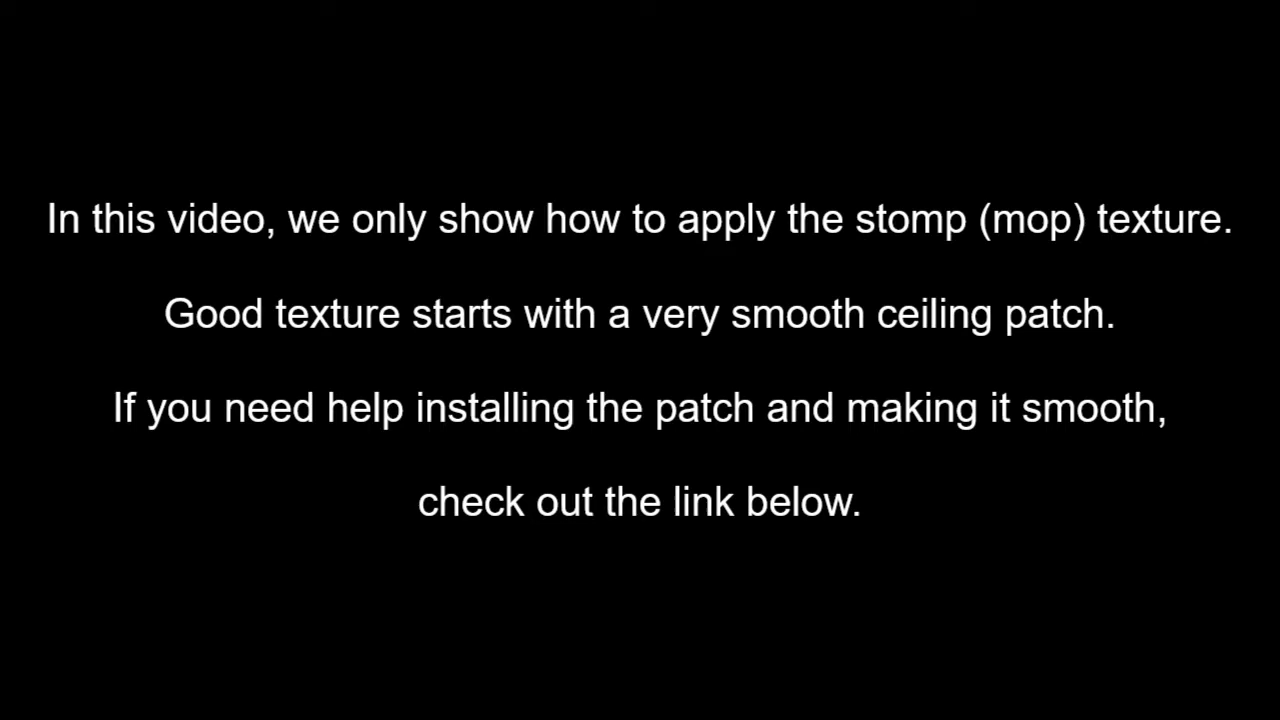 In this video, we only show how to apply the stomp (mop) texture.
Good texture starts with a very smooth ceiling patch.
If you need help installing the patch and making it smooth,
check out the link below.